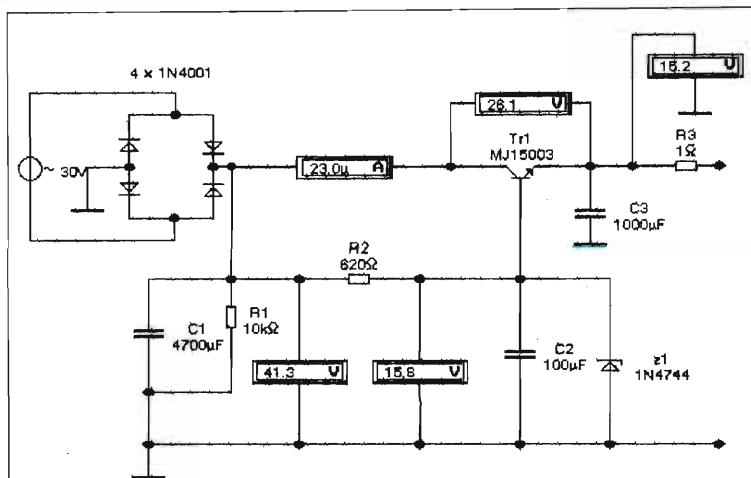 4 x 1N4001
15.2 V
26.1 V
Tr1
MJ15003
R3
1Ω
~ 30V
23.0µ A
C3
1000µF
R2
620Ω
C1
4700µF
R1
10kΩ
41.3 V
15.8 V
C2
100µF
z1
1N4744